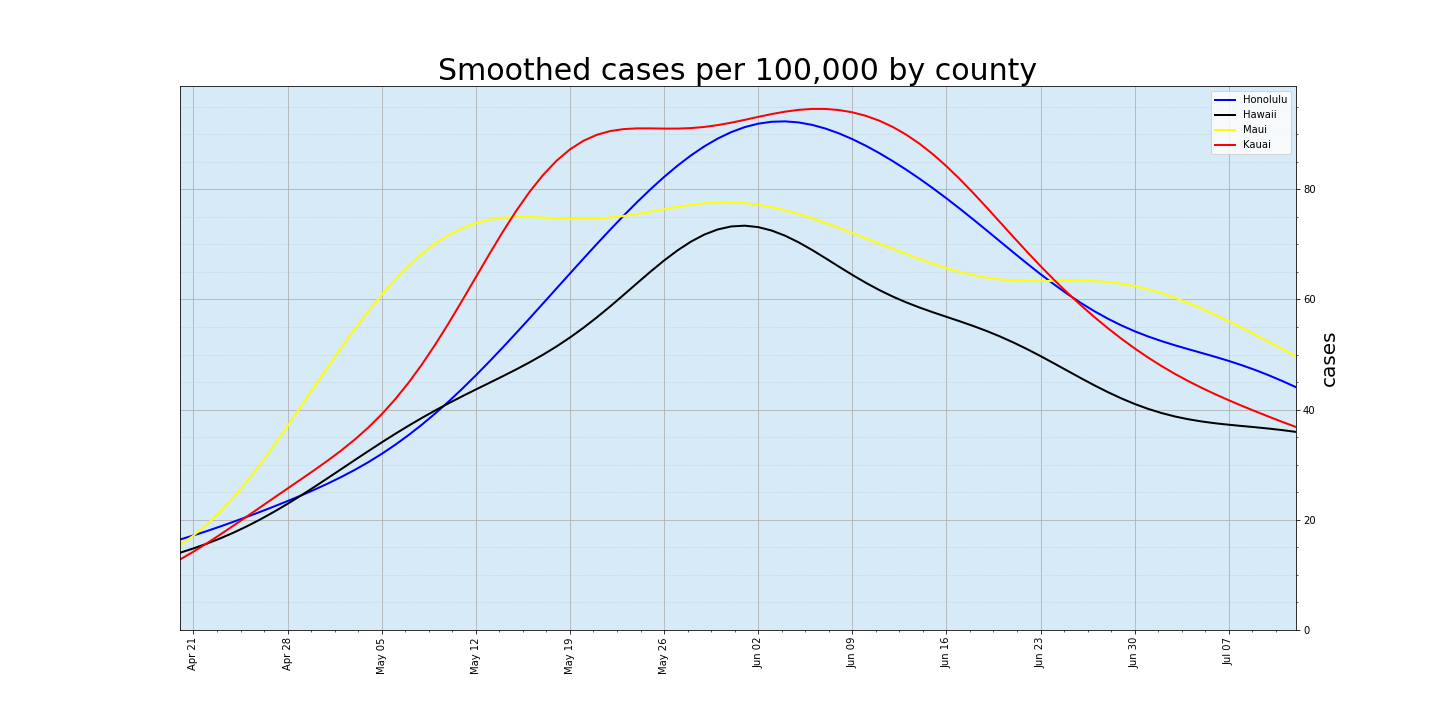 Smoothed cases per 100,000 by county
Honolulu
Hawaii
Maui
Kauai
80
60
40
20
0
cases
Apr 21
Apr 28
May 05
May 12
May 19
May 26
Jun 02
Jun 09
Jun 16
Jun 23
Jun 30
Jul 07